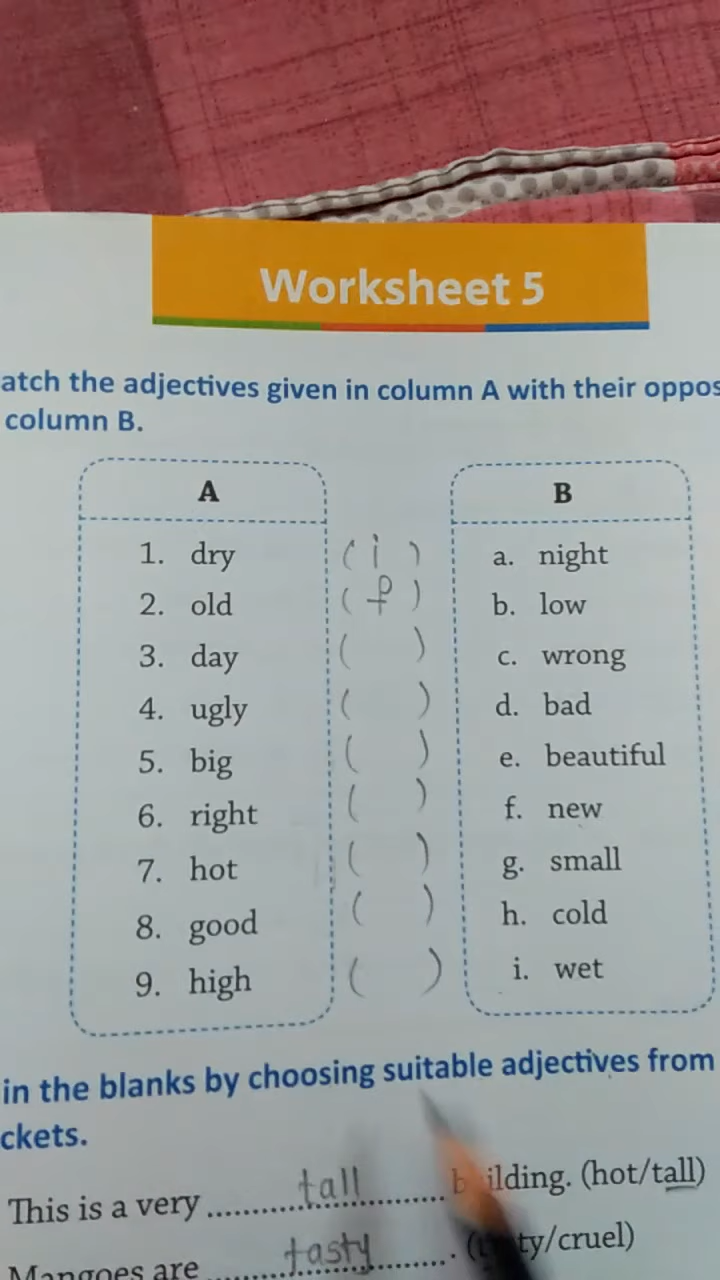 Worksheet 5
atch the adjectives given in column A with their oppos
column B.
A B
1. dry ( i ) a. night
2. old ( f ) b. low
3. day ( ) c. wrong
4. ugly ( ) d. bad
5. big ( ) e. beautiful
6. right ( ) f. new
7. hot ( ) g. small
8. good ( ) h. cold
9. high ( ) i. wet
in the blanks by choosing suitable adjectives from
ckets.
This is a very tall building. (hot/tall)
Mangoes are tasty. (tasty/cruel)